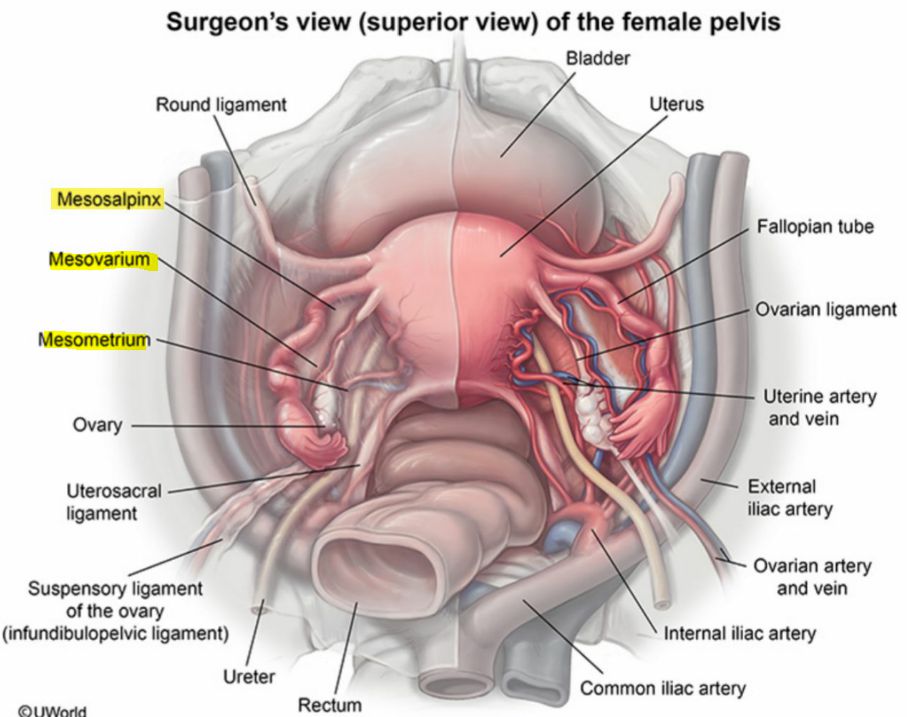 Surgeon's view (superior view) of the female pelvis
Bladder
Round ligament
Uterus
Mesosalpinx
Fallopian tube
Mesovarium
Ovarian ligament
Mesometrium
Uterine artery
and vein
Ovary
Uterosacral
ligament
External
iliac artery
Suspensory ligament
of the ovary
(infundibulopelvic ligament)
Ovarian artery
and vein
Internal iliac artery
Ureter
Common iliac artery
Rectum
©UWorld